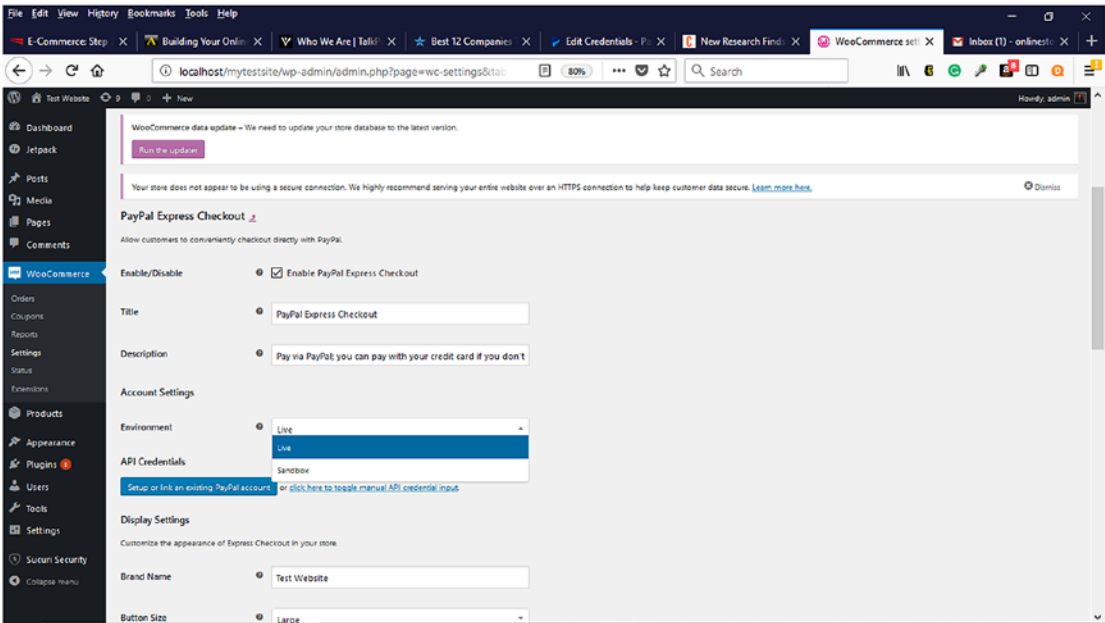 File Edit View History Bookmarks Tools Help
E-Commerce: Step X
Building Your Onlin X
Who We Are | TalkP X
Best 12 Companies X
Edit Credentials - Pa X
New Research Finds X
WooCommerce sett X
Inbox (1) - onlinesto X
localhost/mytestsite/wp-admin/admin.php?page=wc-settings&tab 80% Search
Test Website 9 0 + New Howdy, admin
Dashboard
Jetpack
Posts
Media
Pages
Comments
WooCommerce
Orders
Coupons
Reports
Settings
Status
Extensions
Products
Appearance
Plugins 3
Users
Tools
Settings
Sucuri Security
Collapse menu
WooCommerce data update – We need to update your store database to the latest version.
Run the updater
Your store does not appear to be using a secure connection. We highly recommend serving your entire website over an HTTPS connection to help keep customer data secure. Learn more here. Dismiss
PayPal Express Checkout
Allow customers to conveniently checkout directly with PayPal.
Enable/Disable Enable PayPal Express Checkout
Title PayPal Express Checkout
Description Pay via PayPal; you can pay with your credit card if you don't
Account Settings
Environment Live
Live
API Credentials
Sandbox
Setup or link an existing PayPal account or click here to toggle manual API credential input.
Display Settings
Customize the appearance of Express Checkout in your store.
Brand Name Test Website
Button Size Large